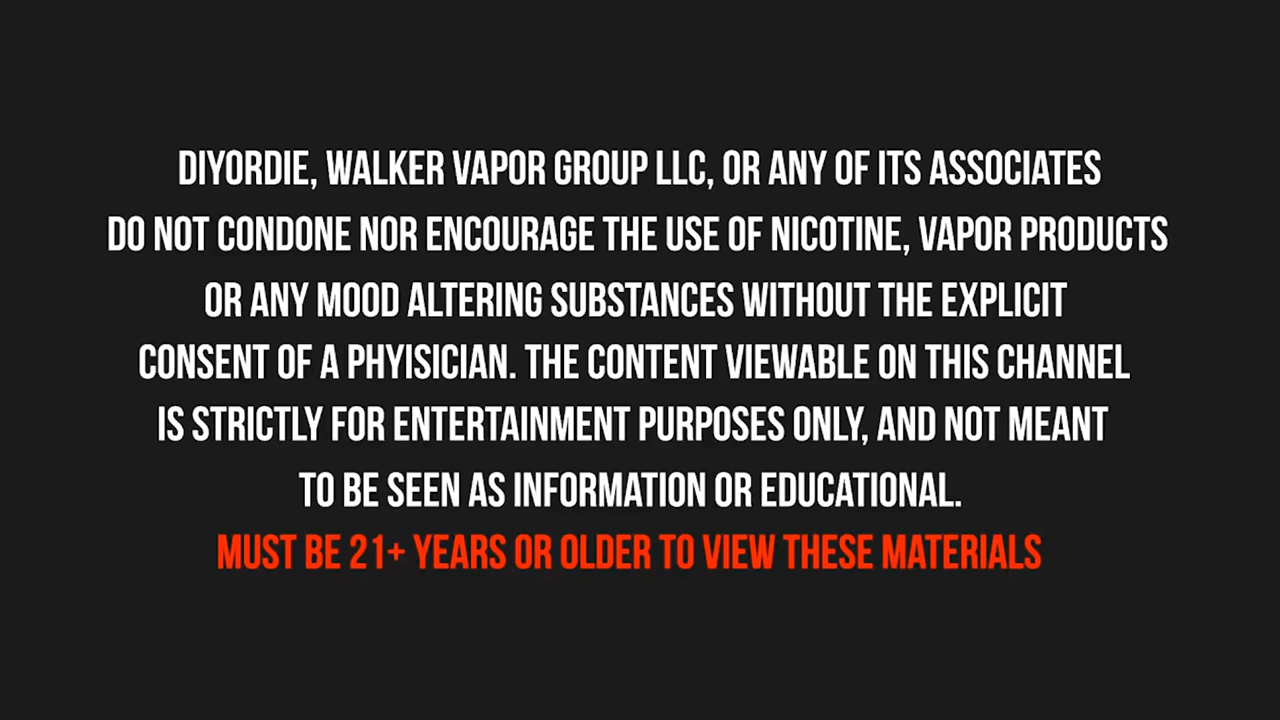 DIYORDIE, WALKER VAPOR GROUP LLC, OR ANY OF ITS ASSOCIATES
DO NOT CONDONE NOR ENCOURAGE THE USE OF NICOTINE, VAPOR PRODUCTS
OR ANY MOOD ALTERING SUBSTANCES WITHOUT THE EXPLICIT
CONSENT OF A PHYISICIAN. THE CONTENT VIEWABLE ON THIS CHANNEL
IS STRICTLY FOR ENTERTAINMENT PURPOSES ONLY, AND NOT MEANT
TO BE SEEN AS INFORMATION OR EDUCATIONAL.
MUST BE 21+ YEARS OR OLDER TO VIEW THESE MATERIALS